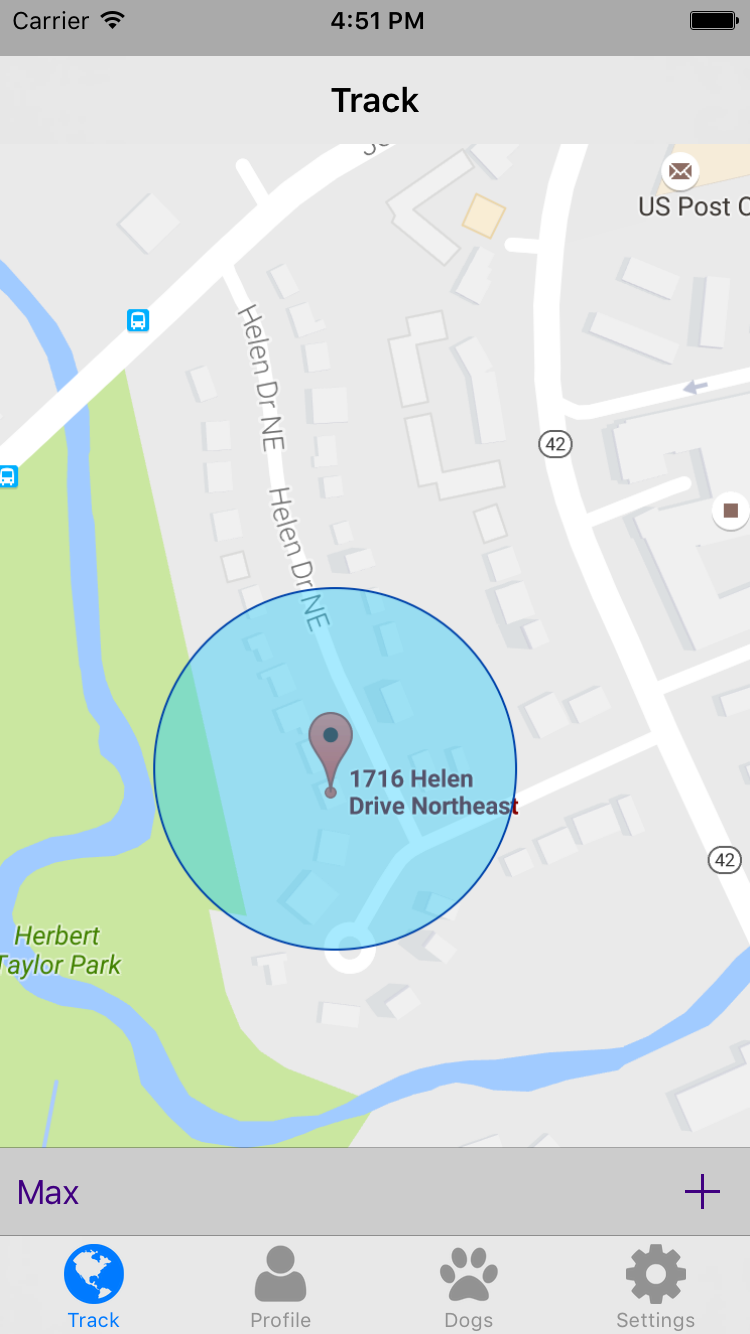 Carrier 4:51 PM
Track
US Post
Helen Dr NE
42
Helen Dr NE
1716 Helen
Drive Northeast
42
Herbert
Taylor Park
Max
Track Profile Dogs Settings